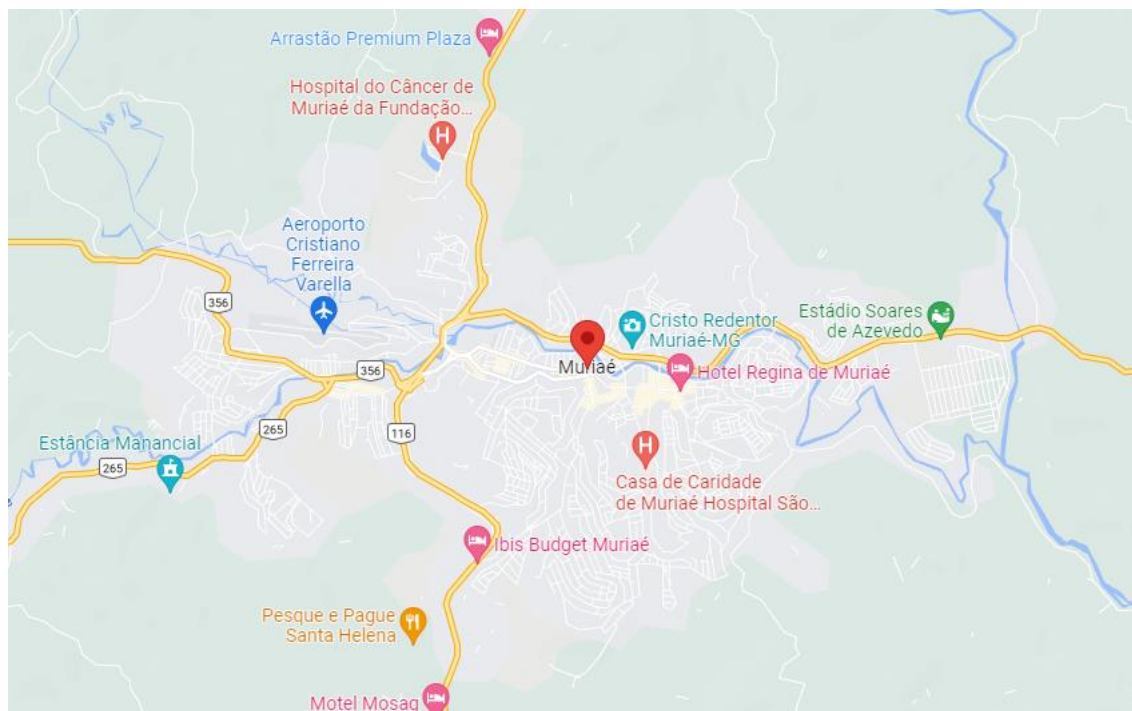 Arrastão Premium Plaza
Hospital do Câncer de
Muriaé da Fundação...
H
Aeroporto
Cristiano
Ferreira
Varella
356
356
Cristo Redentor
Muriaé-MG
Estádio Soares
de Azevedo
Muriaé
Hotel Regina de Muriaé
265
116
Estância Manancial
265
H
Casa de Caridade
de Muriaé Hospital São...
Ibis Budget Muriaé
Pesque e Pague
Santa Helena
Motel Mosag